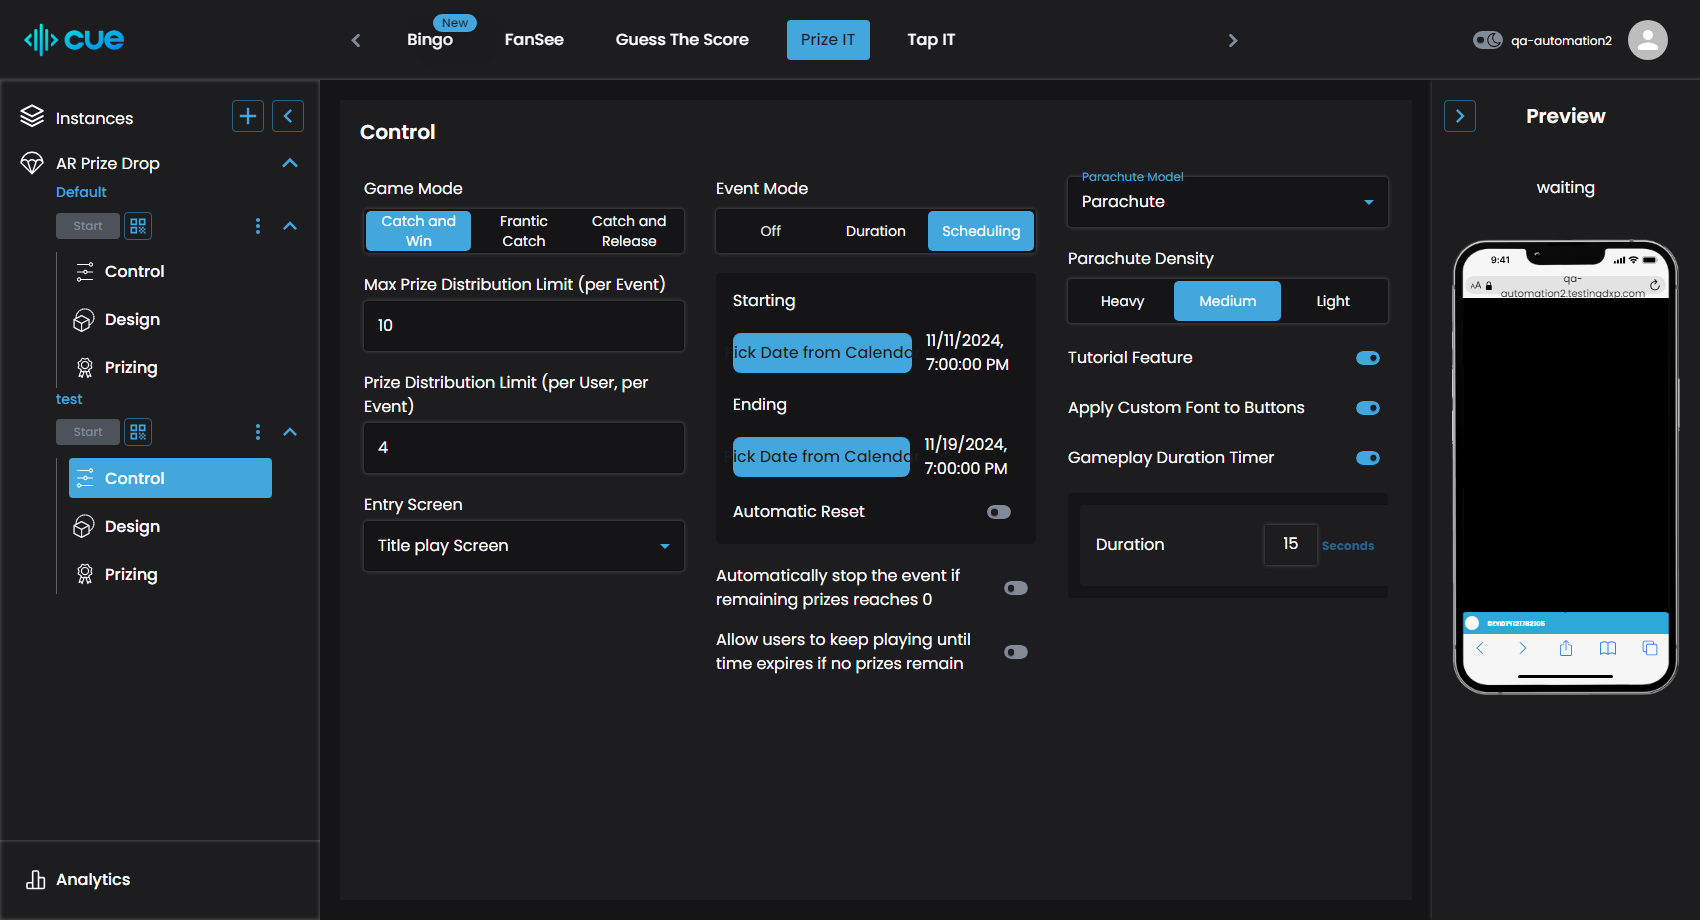 cue
New
Bingo
FanSee
Guess The Score
Prize IT
Tap IT
qa-automation2
Instances
AR Prize Drop
Default
Start
Control
Design
Prizing
test
Start
Control
Design
Prizing
Analytics
Control
Game Mode
Catch and
Win
Frantic
Catch
Catch and
Release
Max Prize Distribution Limit (per Event)
10
Prize Distribution Limit (per User, per
Event)
4
Entry Screen
Title play Screen
Event Mode
Off
Duration
Scheduling
Starting
ick Date from Calenda
11/11/2024,
7:00:00 PM
Ending
ick Date from Calenda
11/19/2024,
7:00:00 PM
Automatic Reset
Automatically stop the event if
remaining prizes reaches 0
Allow users to keep playing until
time expires if no prizes remain
Parachute Model
Parachute
Parachute Density
Heavy
Medium
Light
Tutorial Feature
Apply Custom Font to Buttons
Gameplay Duration Timer
Duration
15
Seconds
Preview
waiting
9:41
AA
qa-
automation2.testingdxp.com